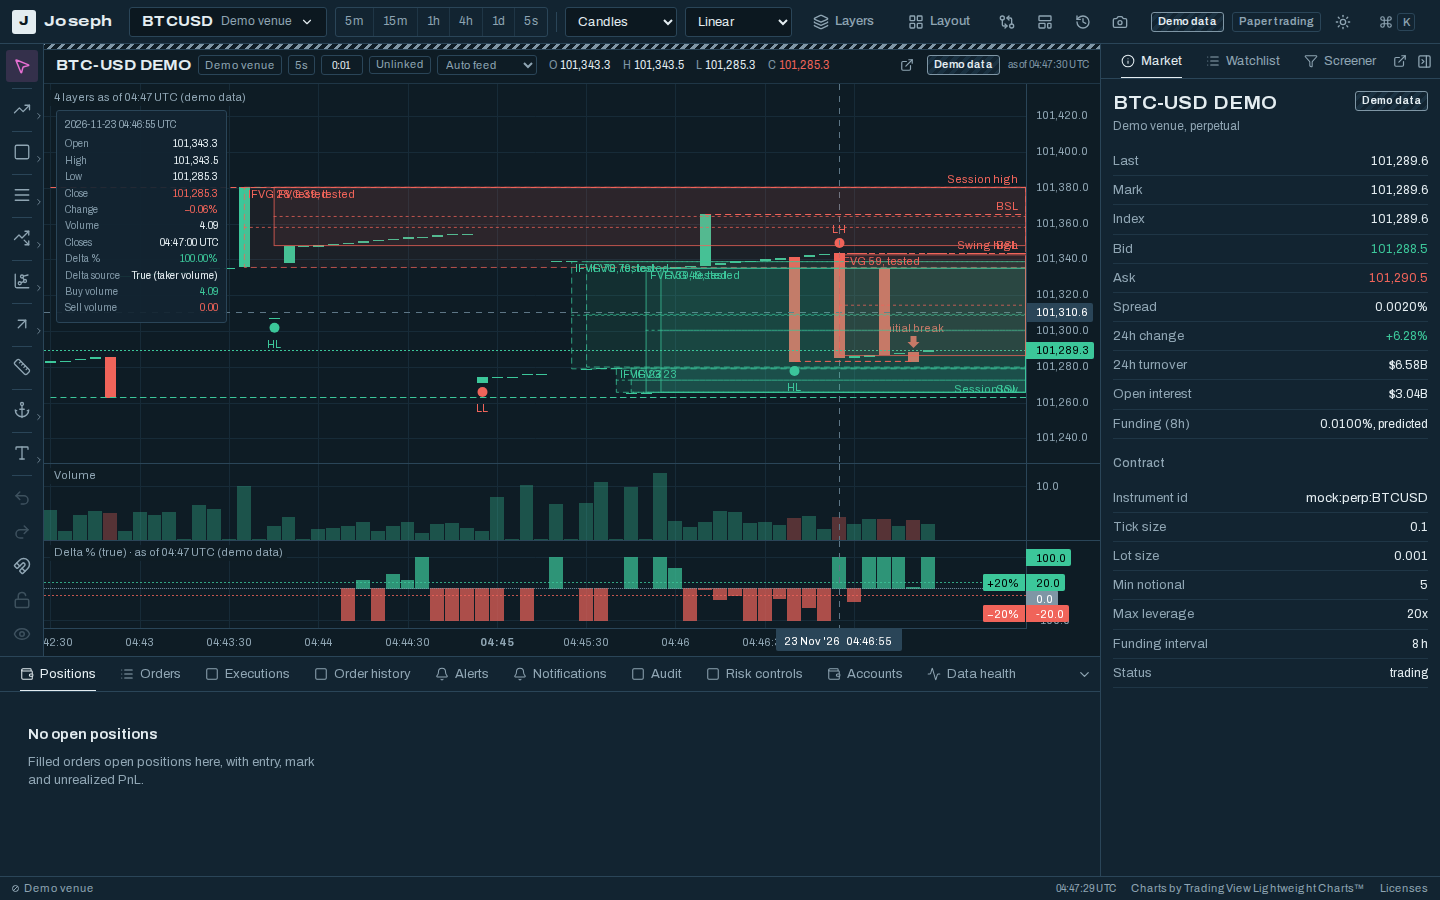 J Joseph BTCUSD Demo venue 5m 15m 1h 4h 1d 5s Candles Linear Layers Layout Demo data Paper trading ⌘ K
BTC-USD DEMO Demo venue 5s 0:01 Unlinked Auto feed O 101,343.3 H 101,343.5 L 101,285.3 C 101,285.3 Demo data as of 04:47:30 UTC
4 layers as of 04:47 UTC (demo data)
2026-11-23 04:46:55 UTC
Open 101,343.3
High 101,343.5
Low 101,285.3
Close 101,285.3
Change −0.06%
Volume 4.09
Closes 04:47:00 UTC
Delta % 100.00%
Delta source True (taker volume)
Buy volume 4.09
Sell volume 0.00
Session high
BSL
LH
FVG 59, tested
HL
HL
LL
101,420.0
101,400.0
101,380.0
101,360.0
101,340.0
101,320.0
101,310.6
101,300.0
101,289.3
101,280.0
101,260.0
101,240.0
Volume
10.0
Delta % (true) · as of 04:47 UTC (demo data)
100.0
+20% 20.0
0.0
−20% -20.0
42:30 04:43 04:43:30 04:44 04:44:30 04:45 04:45:30 04:46 23 Nov '26 04:46:55
Positions Orders Executions Order history Alerts Notifications Audit Risk controls Accounts Data health
No open positions
Filled orders open positions here, with entry, mark
and unrealized PnL.
Market Watchlist Screener
BTC-USD DEMO Demo data
Demo venue, perpetual
Last 101,289.6
Mark 101,289.6
Index 101,289.6
Bid 101,288.5
Ask 101,290.5
Spread 0.0020%
24h change +6.28%
24h turnover $6.58B
Open interest $3.04B
Funding (8h) 0.0100%, predicted
Contract
Instrument id mock:perp:BTCUSD
Tick size 0.1
Lot size 0.001
Min notional 5
Max leverage 20x
Funding interval 8 h
Status trading
Demo venue 04:47:29 UTC Charts by TradingView Lightweight Charts™ Licenses